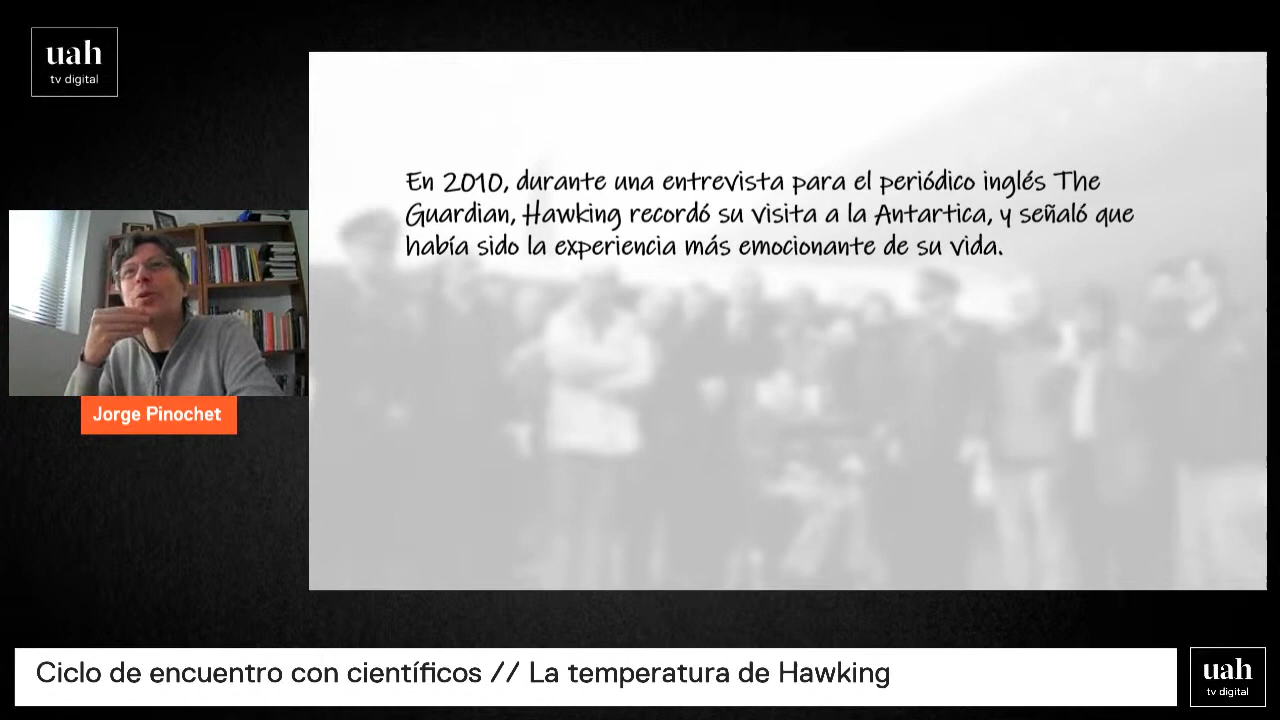 uah
tv digital
En 2010, durante una entrevista para el periódico inglés The
Guardian, Hawking recordó su visita a la Antartica, y señaló que
había sido la experiencia más emocionante de su vida.
Jorge Pinochet
Ciclo de encuentro con científicos // La temperatura de Hawking
uah
tv digital